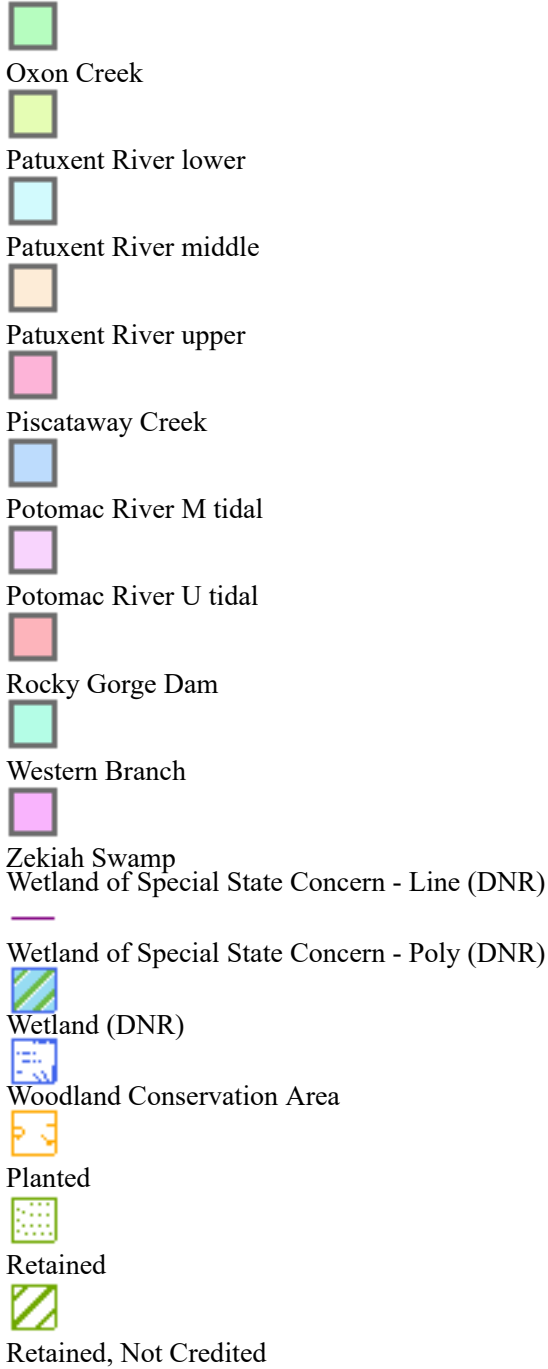 Oxon Creek
Patuxent River lower
Patuxent River middle
Patuxent River upper
Piscataway Creek
Potomac River M tidal
Potomac River U tidal
Rocky Gorge Dam
Western Branch
Zekiah Swamp
Wetland of Special State Concern - Line (DNR)
Wetland of Special State Concern - Poly (DNR)
Wetland (DNR)
Woodland Conservation Area
Planted
Retained
Retained, Not Credited